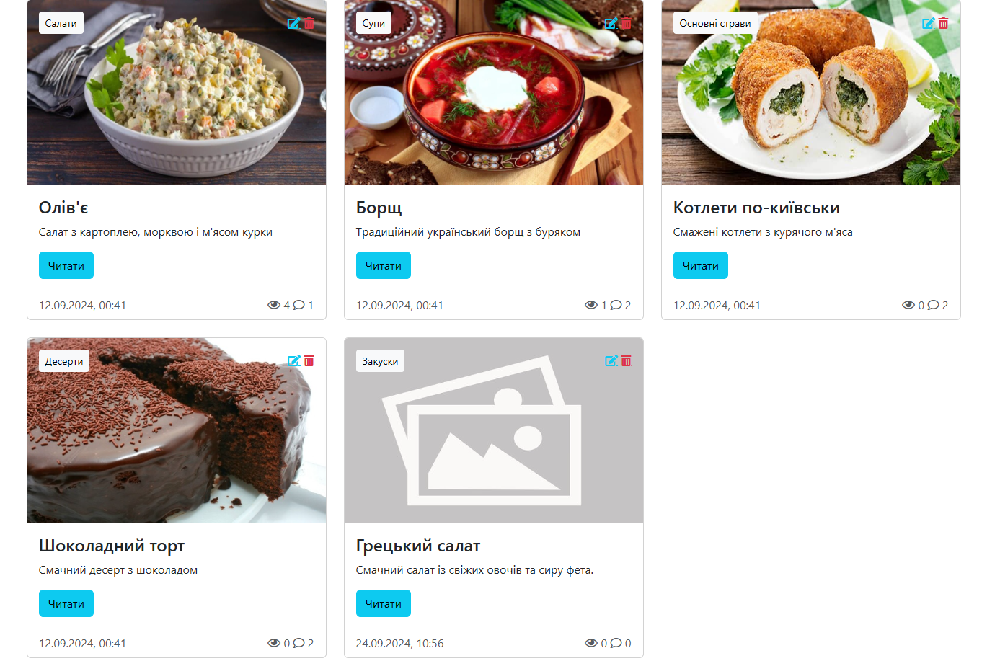 Салати
Олів'є
Салат з картоплею, морквою і м'ясом курки
Читати
12.09.2024, 00:41 4 1
Супи
Борщ
Традиційний український борщ з буряком
Читати
12.09.2024, 00:41 1 2
Основні страви
Котлети по-київськи
Смажені котлети з курячого м'яса
Читати
12.09.2024, 00:41 0 2
Десерти
Шоколадний торт
Смачний десерт з шоколадом
Читати
12.09.2024, 00:41 0 2
Закуски
Грецький салат
Смачний салат із свіжих овочів та сиру фета.
Читати
24.09.2024, 10:56 0 0